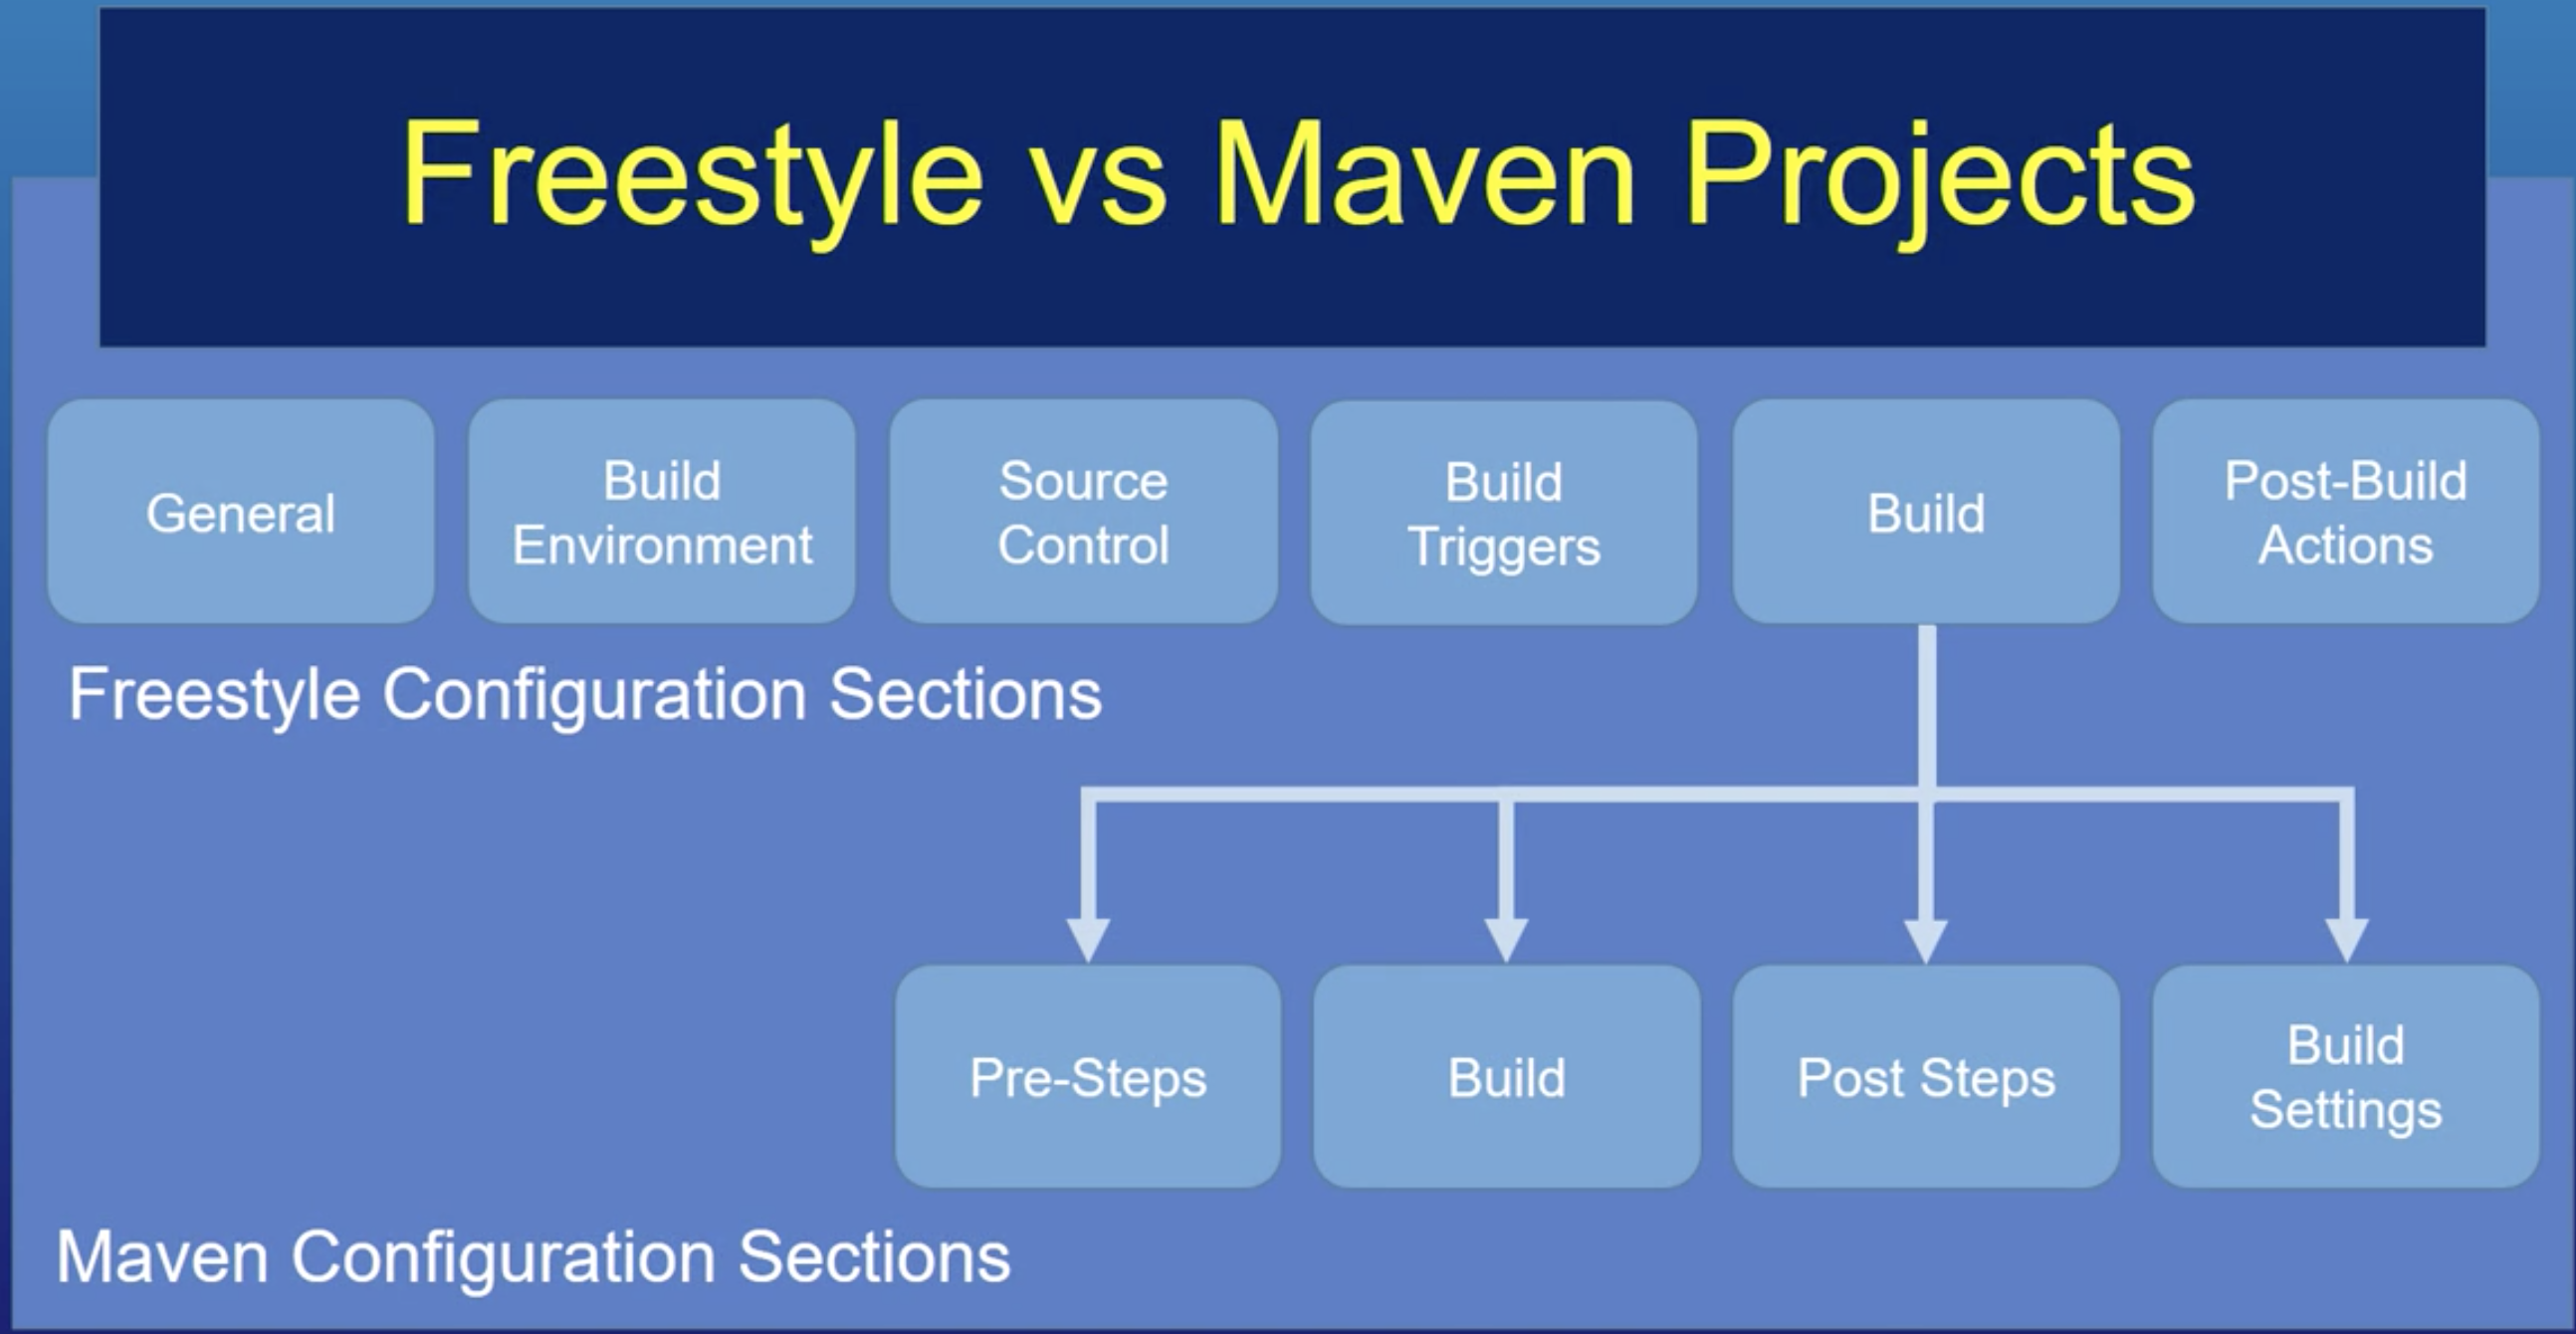 Freestyle vs Maven Projects
General
Build
Environment
Source
Control
Build
Triggers
Build
Post-Build
Actions
Freestyle Configuration Sections
Pre-Steps
Build
Post Steps
Build
Settings
Maven Configuration Sections